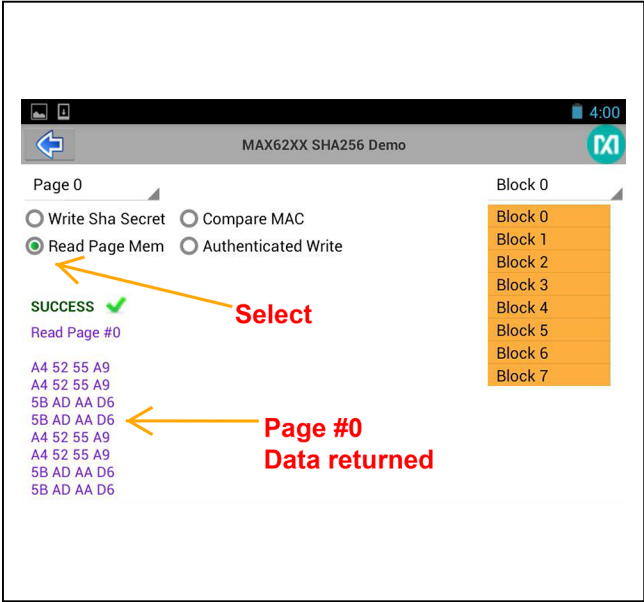 4:00
MAX62XX SHA256 Demo
Page 0
Block 0
Write Sha Secret
Compare MAC
Read Page Mem
Authenticated Write
Block 0
Block 1
Block 2
Block 3
Block 4
Block 5
Block 6
Block 7
Select
SUCCESS
Read Page #0
A4 52 55 A9
A4 52 55 A9
5B AD AA D6
5B AD AA D6
A4 52 55 A9
A4 52 55 A9
5B AD AA D6
5B AD AA D6
Page #0
Data returned